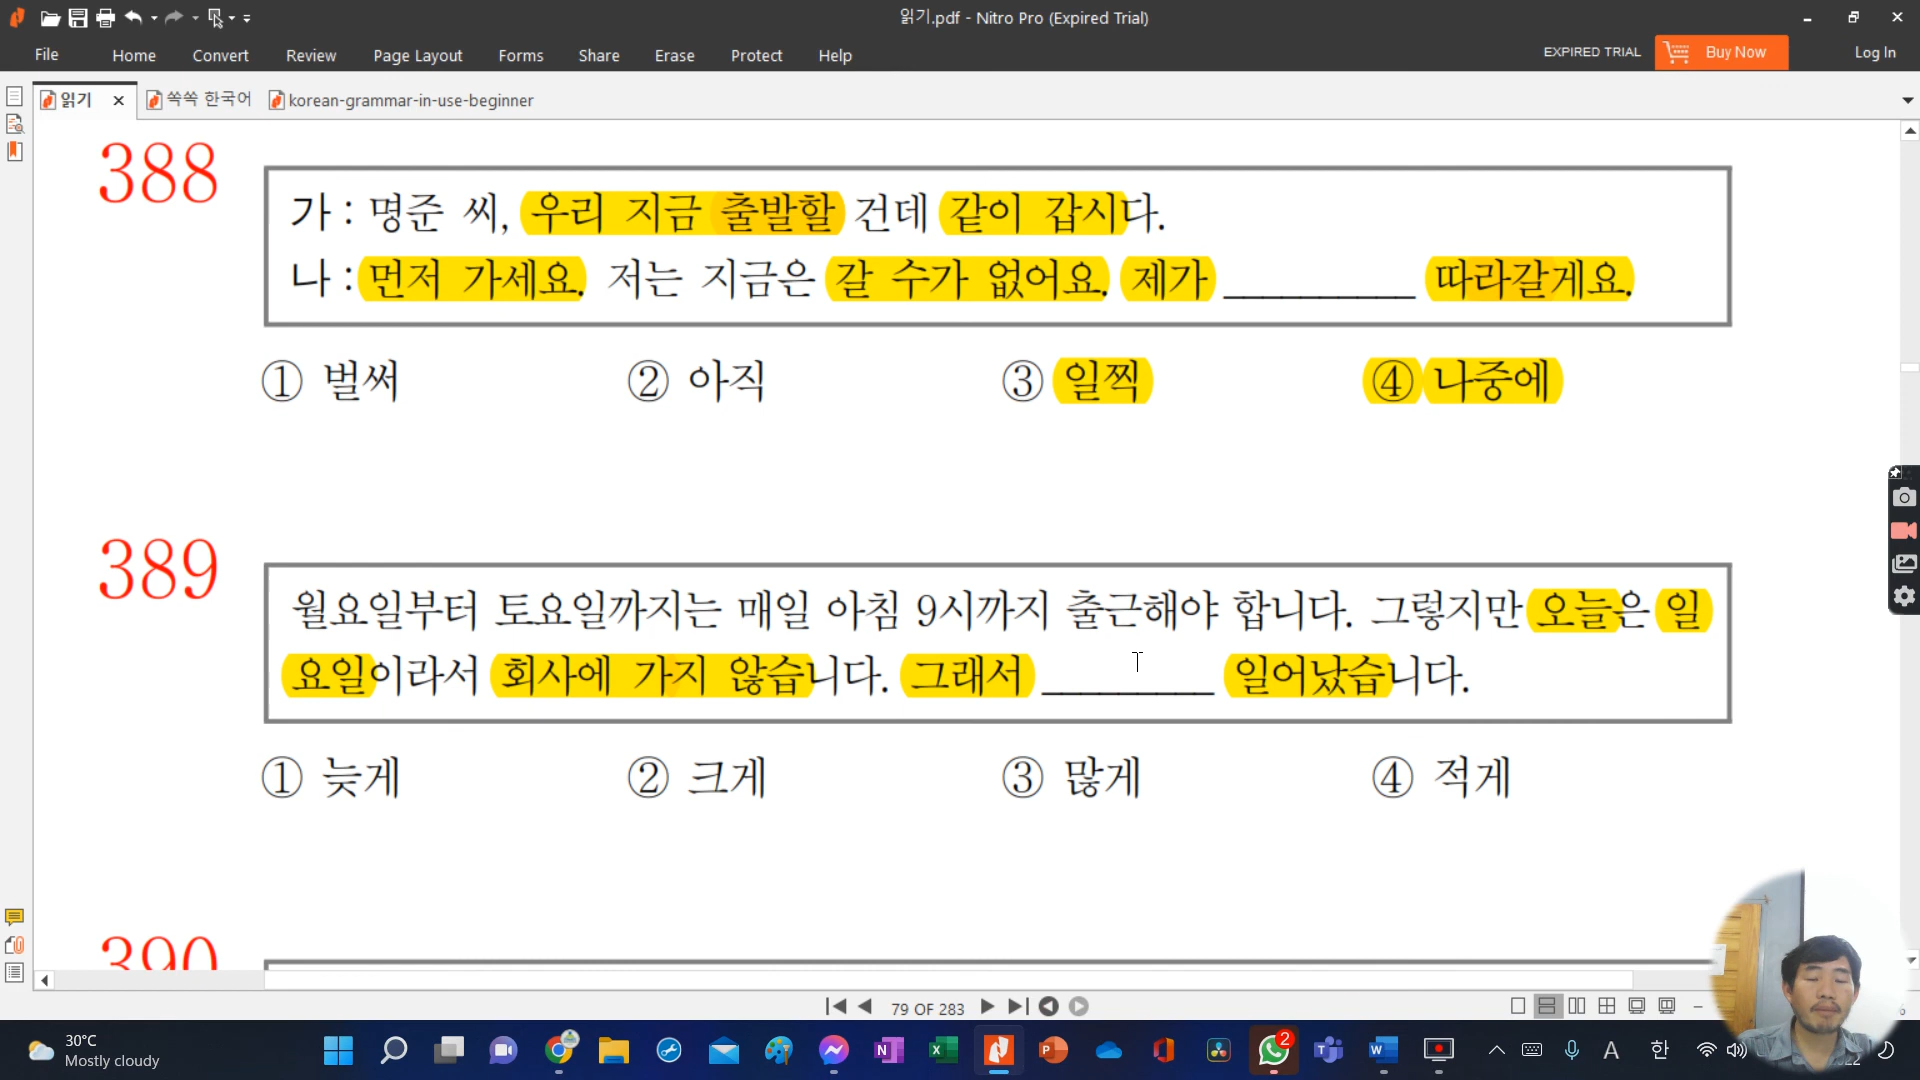 읽기.pdf - Nitro Pro (Expired Trial)
File Home Convert Review Page Layout Forms Share Erase Protect Help
EXPIRED TRIAL Buy Now Log In
읽기 쏙쏙 한국어 korean-grammar-in-use-beginner
388
가 : 명준 씨, 우리 지금 출발할 건데 같이 갑시다.
나 : 먼저 가세요. 저는 지금은 갈 수가 없어요. 제가 __________ 따라갈게요.
① 벌써 ② 아직 ③ 일찍 ④ 나중에
389
월요일부터 토요일까지는 매일 아침 9시까지 출근해야 합니다. 그렇지만 오늘은 일
요일이라서 회사에 가지 않습니다. 그래서 _________ 일어났습니다.
① 늦게 ② 크게 ③ 많게 ④ 적게
390
79 OF 283
30°C
Mostly cloudy
2
A 한